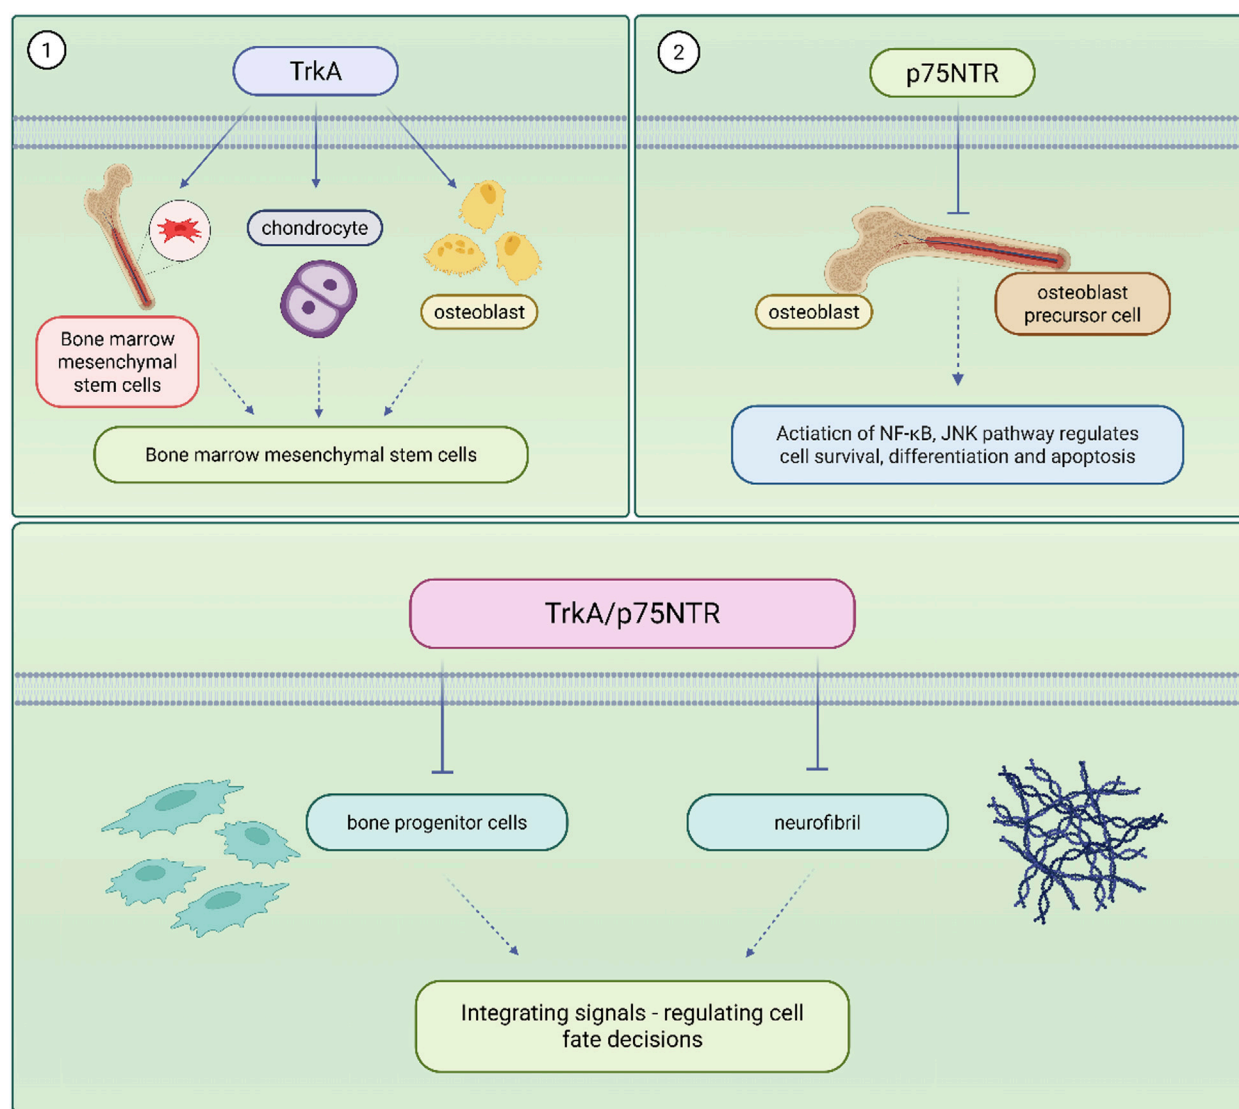 1
TrkA
chondrocyte
osteoblast
Bone marrow
mesenchymal
stem cells
Bone marrow mesenchymal stem cells
2
p75NTR
osteoblast
osteoblast
precursor cell
Actiation of NF-κB, JNK pathway regulates
cell survival, differentiation and apoptosis
TrkA/p75NTR
bone progenitor cells
neurofibril
Integrating signals - regulating cell
fate decisions